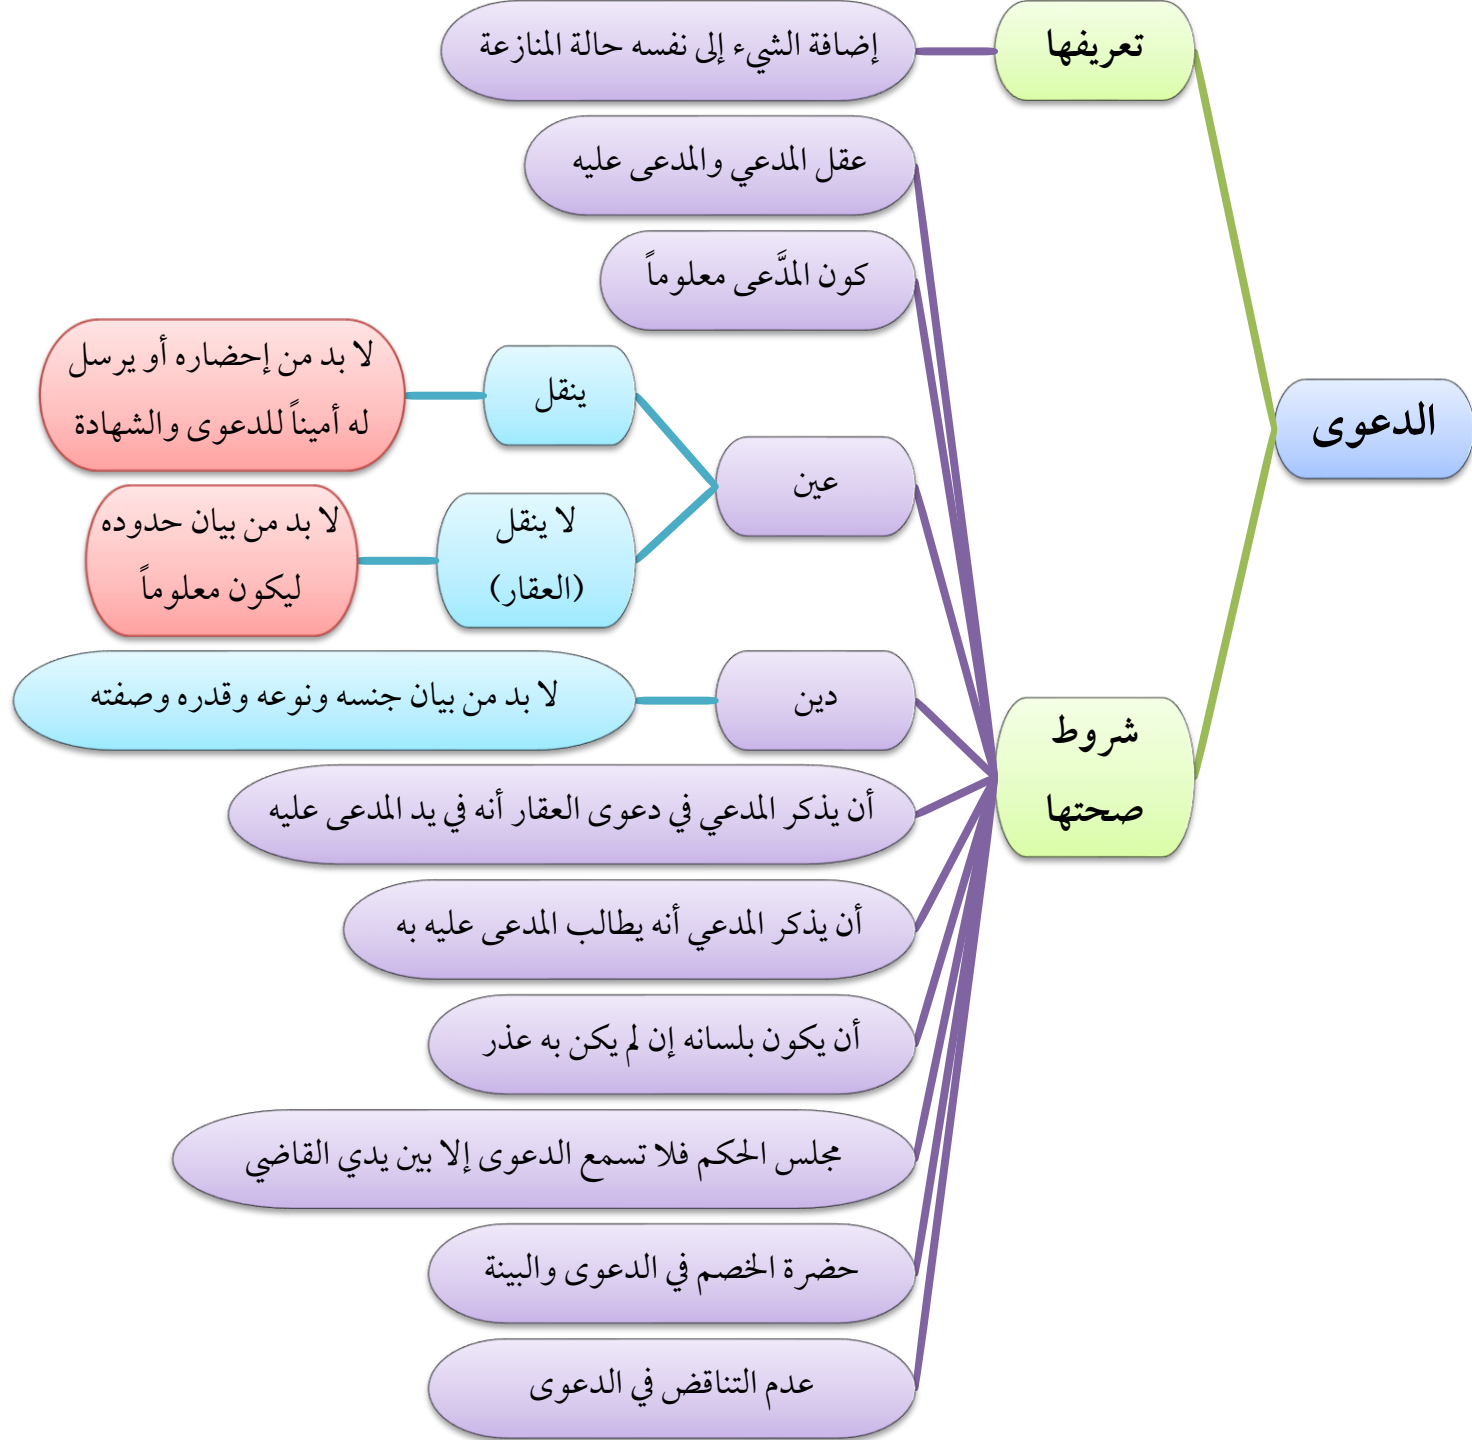 الدعوى
تعريفها
إضافة الشيء إلى نفسه حالة المنازعة
شروط
صحتها
عقل المدعي والمدعى عليه
كون المدَّعى معلوماً
عين
ينقل
لا بد من إحضاره أو يرسل
له أميناً للدعوى والشهادة
لا ينقل
(العقار)
لا بد من بيان حدوده
ليكون معلوماً
دين
لا بد من بيان جنسه ونوعه وقدره وصفته
أن يذكر المدعي في دعوى العقار أنه في يد المدعى عليه
أن يذكر المدعي أنه يطالب المدعى عليه به
أن يكون بلسانه إن لم يكن به عذر
مجلس الحكم فلا تسمع الدعوى إلا بين يدي القاضي
حضرة الخصم في الدعوى والبينة
عدم التناقض في الدعوى